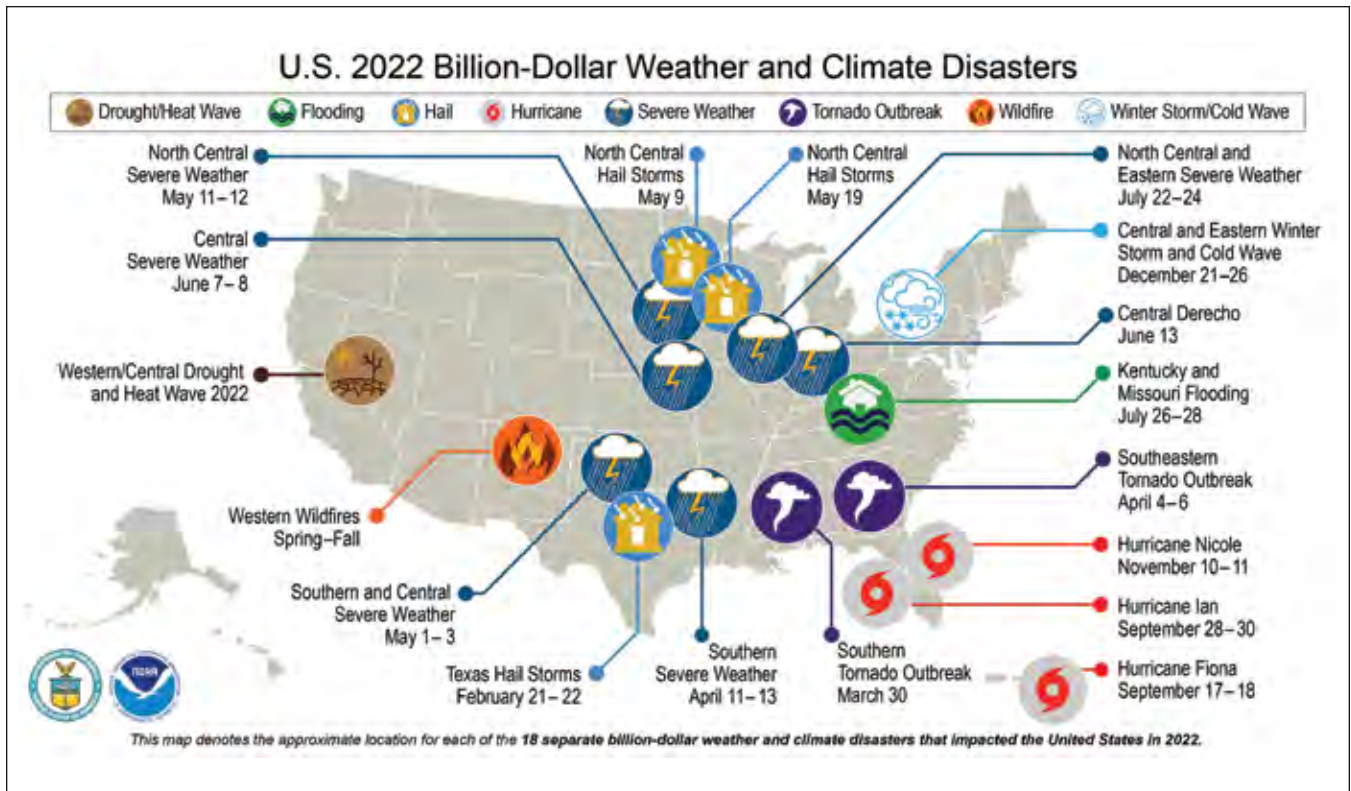 U.S. 2022 Billion-Dollar Weather and Climate Disasters
Drought/Heat Wave
Flooding
Hail
Hurricane
Severe Weather
Tornado Outbreak
Wildfire
Winter Storm/Cold Wave
North Central
Severe Weather
May 11–12
North Central
Hail Storms
May 9
North Central
Hail Storms
May 19
North Central and
Eastern Severe Weather
July 22–24
Central
Severe Weather
June 7–8
Central and Eastern Winter
Storm and Cold Wave
December 21–26
Central Derecho
June 13
Western/Central Drought
and Heat Wave 2022
Kentucky and
Missouri Flooding
July 26–28
Southeastern
Tornado Outbreak
April 4–6
Western Wildfires
Spring–Fall
Hurricane Nicole
November 10–11
Southern and Central
Severe Weather
May 1–3
Hurricane Ian
September 28–30
Texas Hail Storms
February 21–22
Southern
Severe Weather
April 11–13
Southern
Tornado Outbreak
March 30
Hurricane Fiona
September 17–18
NOAA
This map denotes the approximate location for each of the 18 separate billion-dollar weather and climate disasters that impacted the United States in 2022.